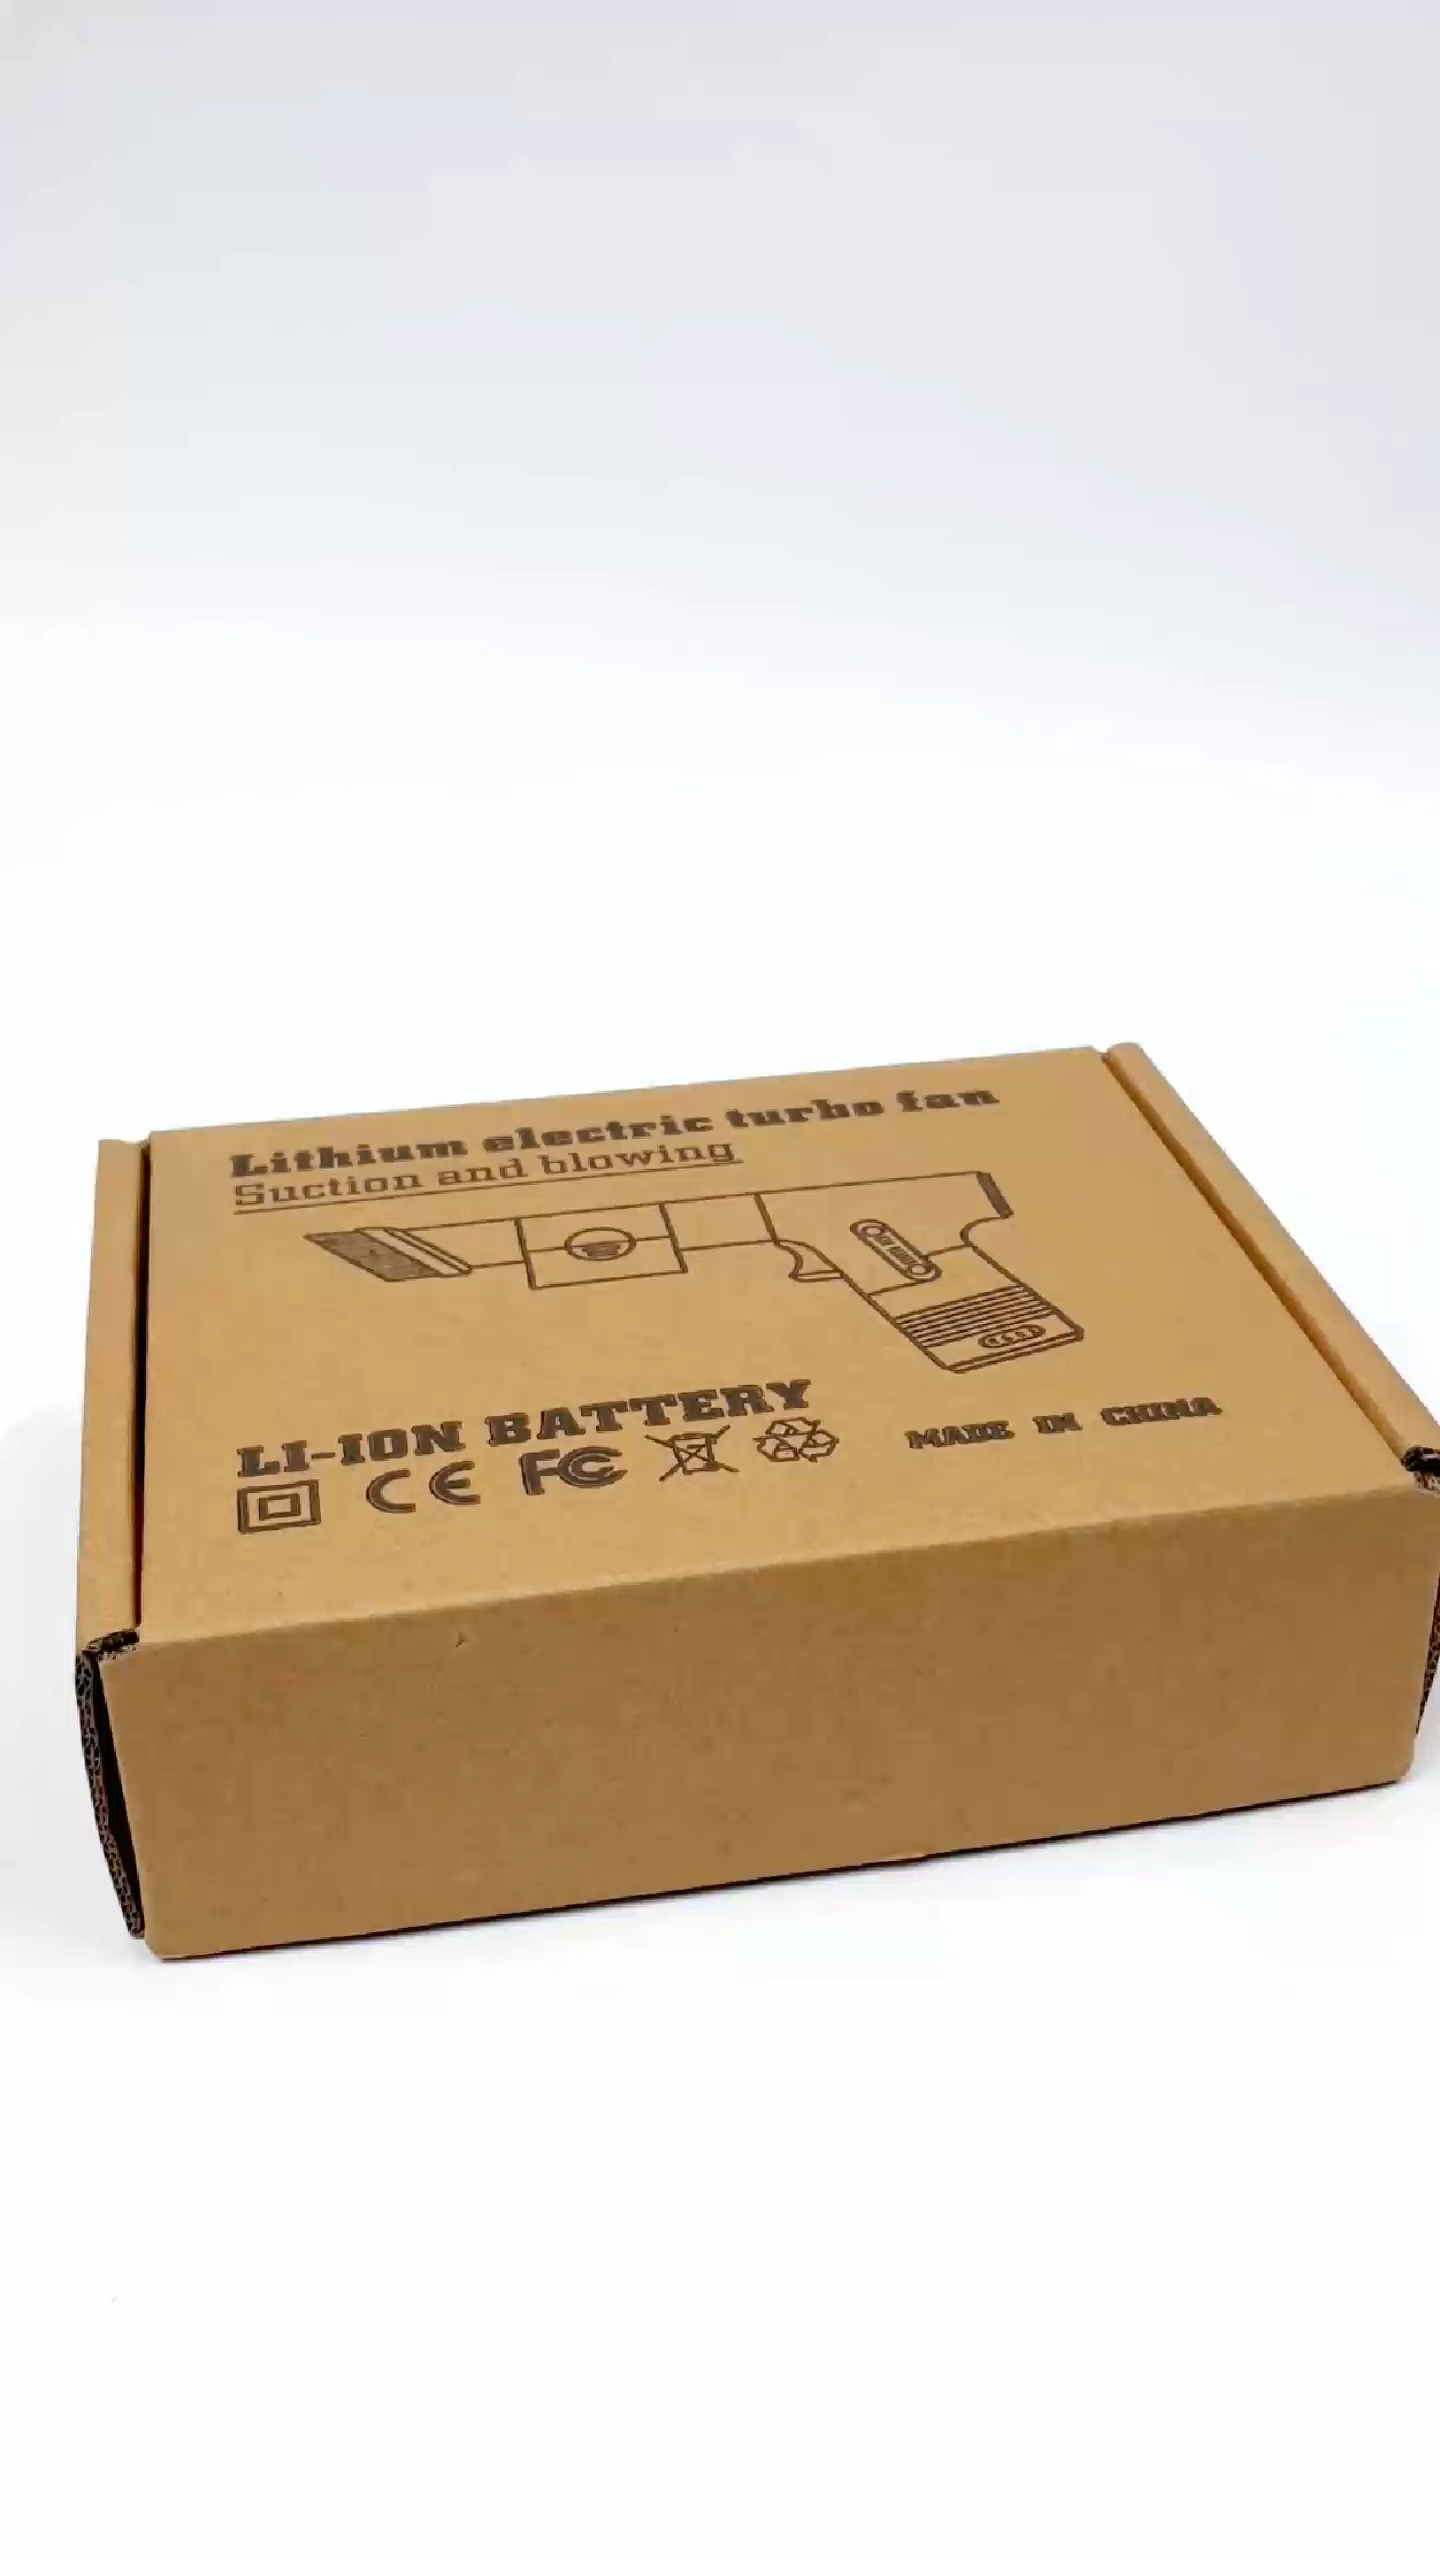 Lithium electric turbo fan
Suction and blowing
LI-ION BATTERY
CE FC
MADE IN CHINA